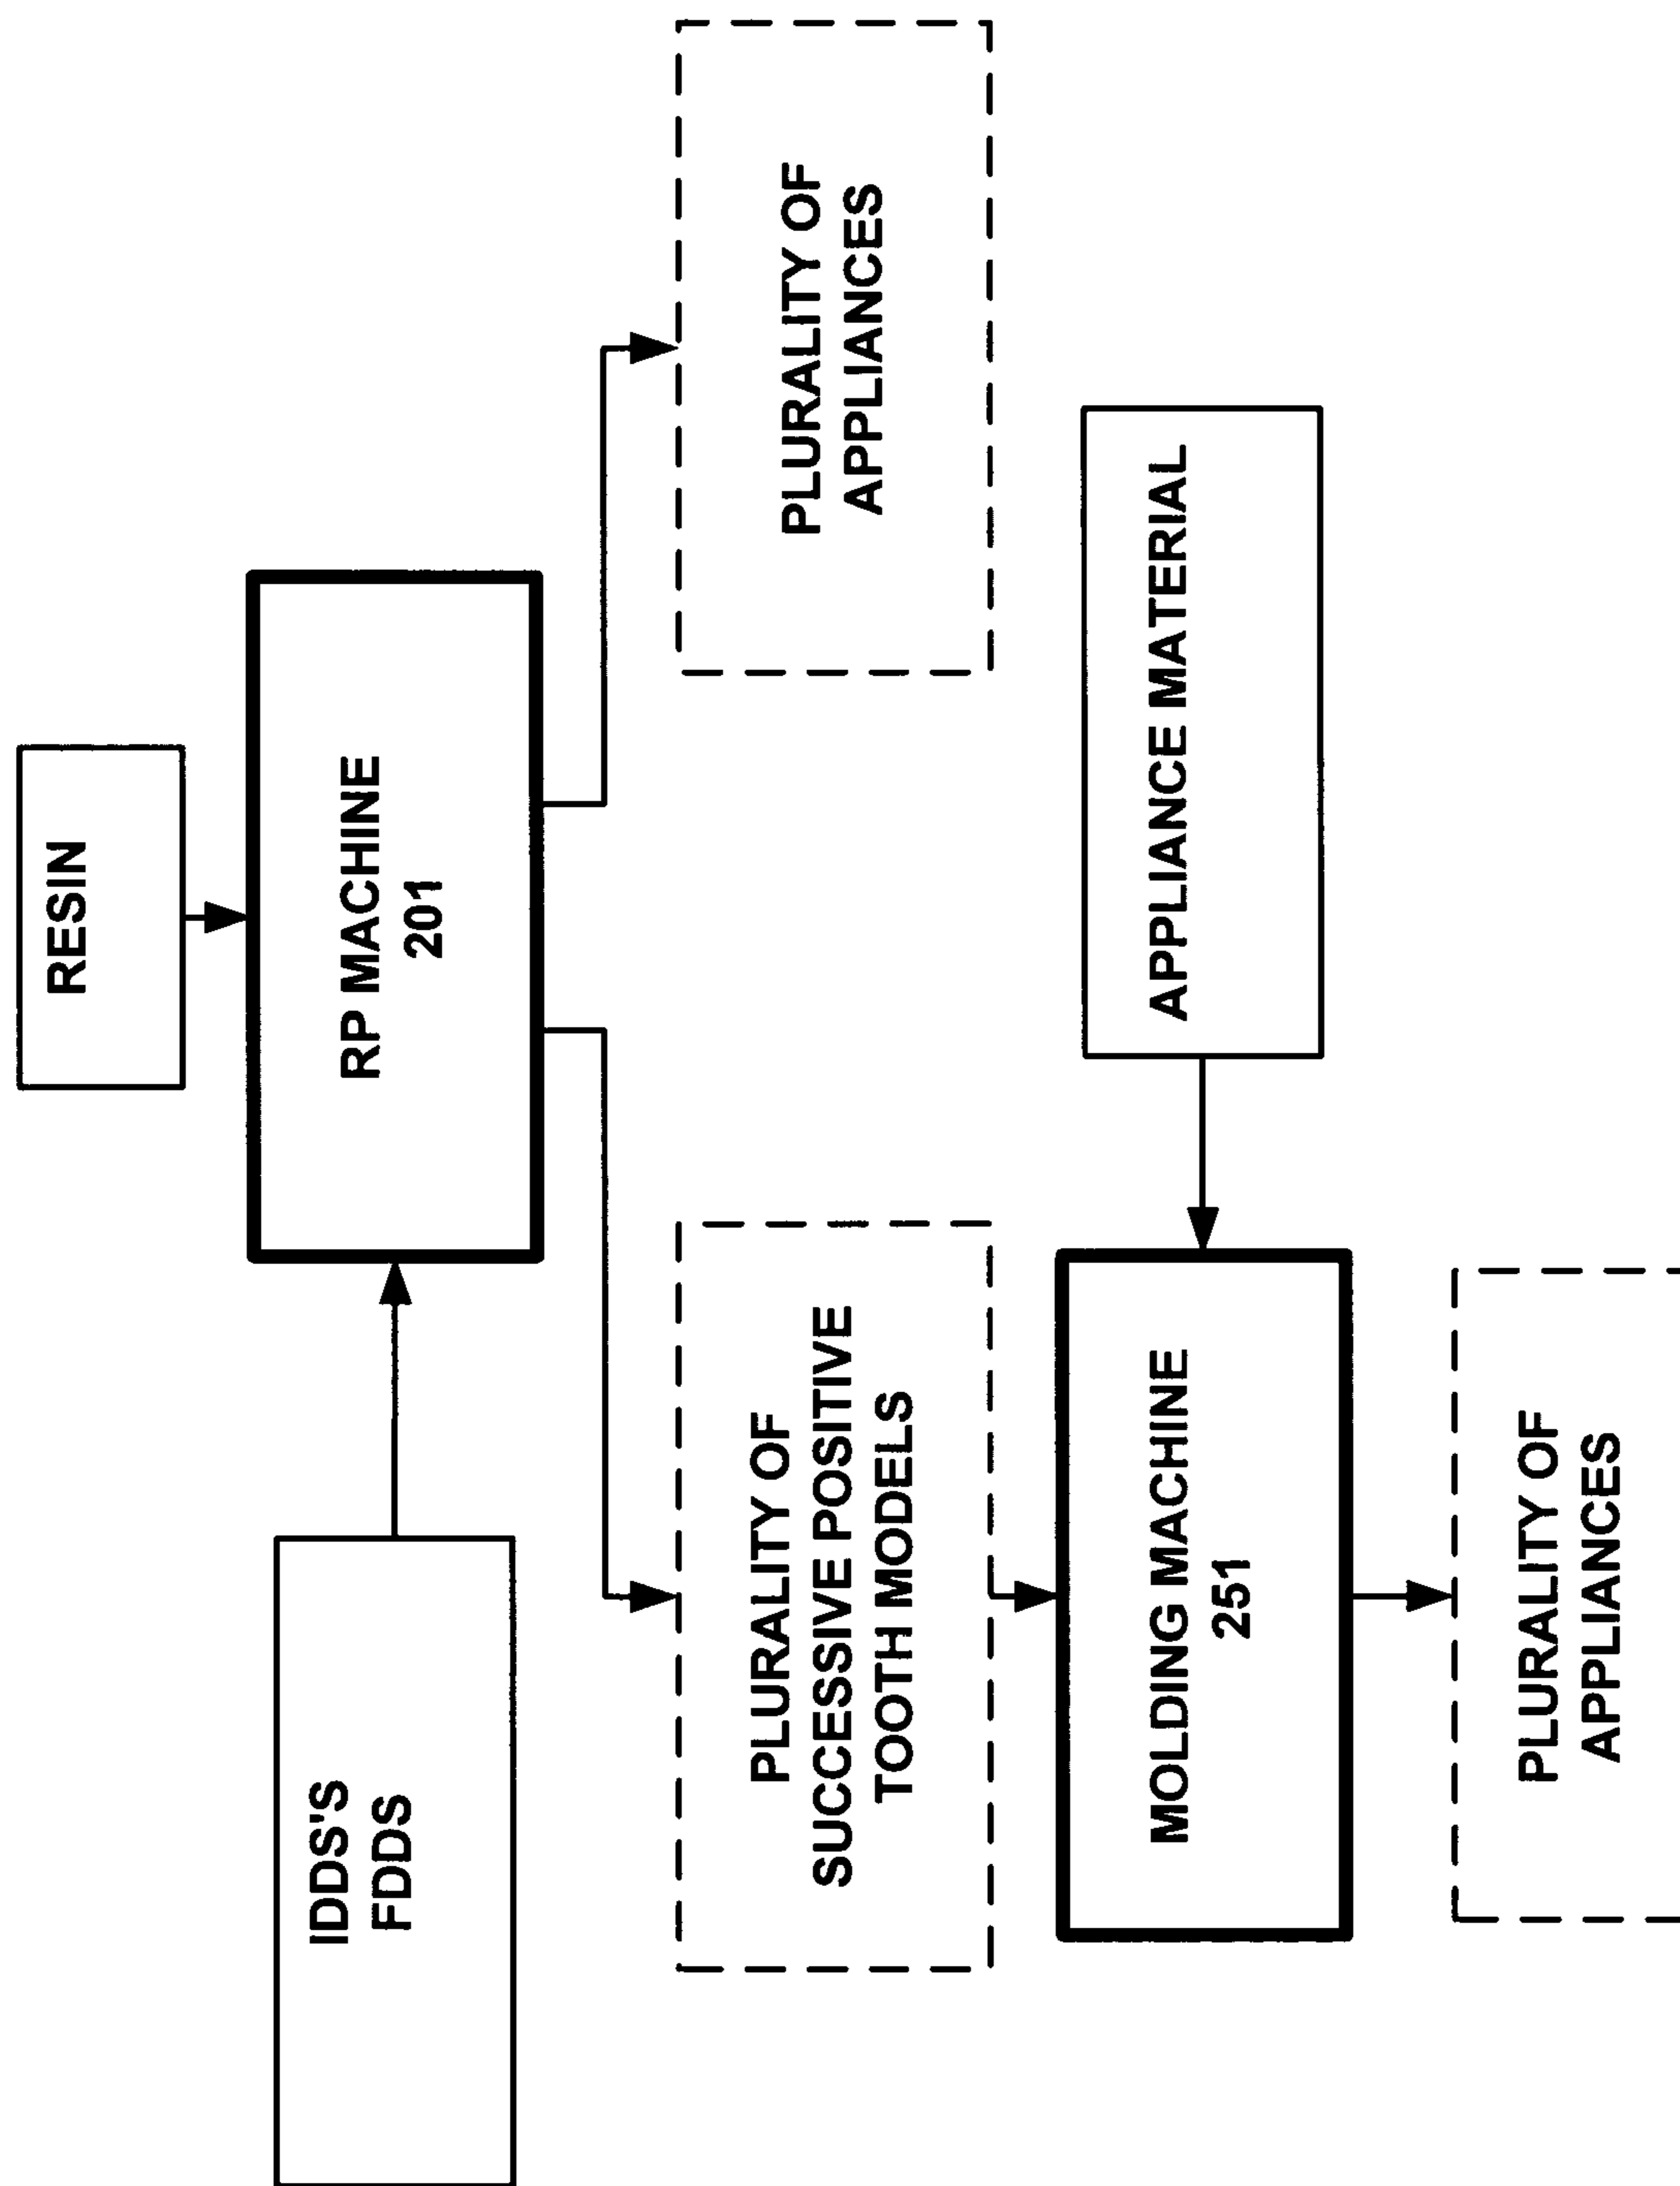 RESIN
IDDS'S
FDDS
RP MACHINE
201
PLURALITY OF
SUCCESSIVE POSITIVE
TOOTH MODELS
PLURALITY OF
APPLIANCES
MOLDING MACHINE
251
APPLIANCE MATERIAL
PLURALITY OF
APPLIANCES